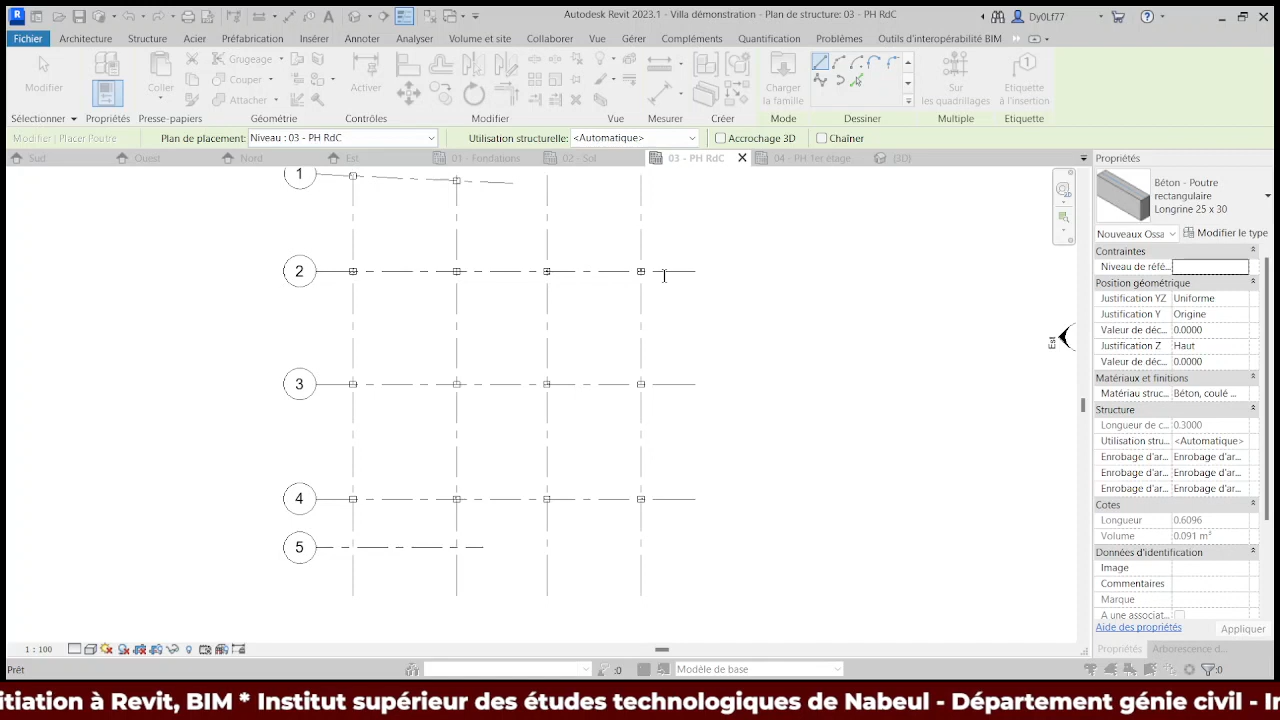 Autodesk Revit 2023.1 - Villa démonstration - Plan de structure: 03 - PH RdC
Dy0Lf77
Fichier Architecture Structure Acier Préfabrication Insérer Annoter Analyser Volume et site Collaborer Vue Gérer Compléments Quantification Problèmes Outils d'interopérabilité BIM
Modifier
Coller
Grugeage
Couper
Attacher
Activer
Charger
la famille
Sur
les quadrillages
Etiquette
à l'insertion
Sélectionner Propriétés Presse-papiers Géométrie Contrôles Modifier Vue Mesurer Créer Mode Dessiner Multiple Etiquette
Modifier | Placer Poutre Plan de placement: Niveau : 03 - PH RdC Utilisation structurelle: <Automatique> Accrochage 3D Chaîner
Sud Ouest Nord Est 01 - Fondations 02 - Sol 03 - PH RdC 04 - PH 1er étage {3D}
1
2
3
4
5
2D
Est
Propriétés
Béton - Poutre
rectangulaire
Longrine 25 x 30
Nouveaux Ossa Modifier le type
Contraintes
Niveau de réfé...
Position géométrique
Justification YZ Uniforme
Justification Y Origine
Valeur de déc... 0.0000
Justification Z Haut
Valeur de déc... 0.0000
Matériaux et finitions
Matériau struc... Béton, coulé ...
Structure
Longueur de c... 0.3000
Utilisation stru... <Automatique>
Enrobage d'ar... Enrobage d'ar...
Enrobage d'ar... Enrobage d'ar...
Enrobage d'ar... Enrobage d'ar...
Cotes
Longueur 0.6096
Volume 0.091 m³
Données d'identification
Image
Commentaires
Marque
A une associat...
Aide des propriétés Appliquer
Propriétés Arborescence d...
1 : 100
Prêt :0 Modèle de base :0
itiation à Revit, BIM * Institut supérieur des études technologiques de Nabeul - Département génie civil - In